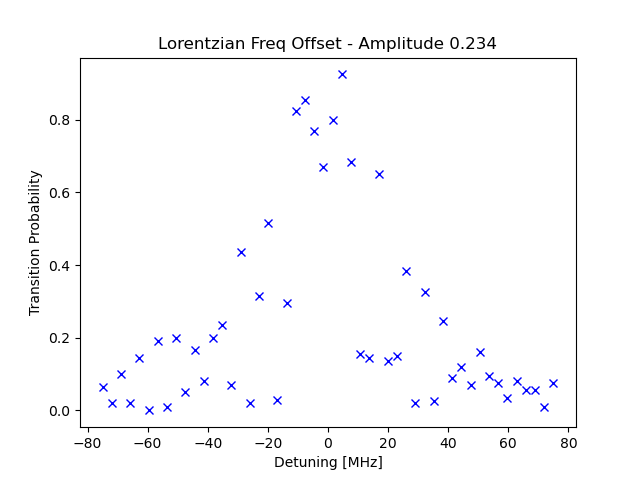 Lorentzian Freq Offset - Amplitude 0.234
Transition Probability
0.8
0.6
0.4
0.2
0.0
−80 −60 −40 −20 0 20 40 60 80
Detuning [MHz]